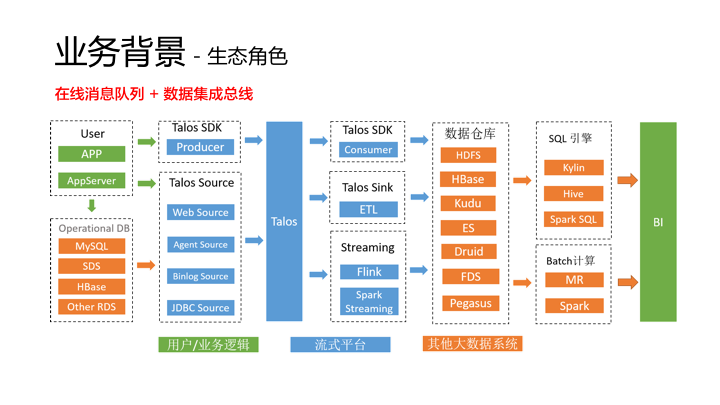 业务背景 - 生态角色
在线消息队列 + 数据集成总线
User
APP
AppServer
Operational DB
MySQL
SDS
HBase
Other RDS
Talos SDK
Producer
Talos Source
Web Source
Agent Source
Binlog Source
JDBC Source
Talos
Talos SDK
Consumer
Talos Sink
ETL
Streaming
Flink
Spark
Streaming
数据仓库
HDFS
HBase
Kudu
ES
Druid
FDS
Pegasus
SQL 引擎
Kylin
Hive
Spark SQL
Batch计算
MR
Spark
BI
用户/业务逻辑
流式平台
其他大数据系统